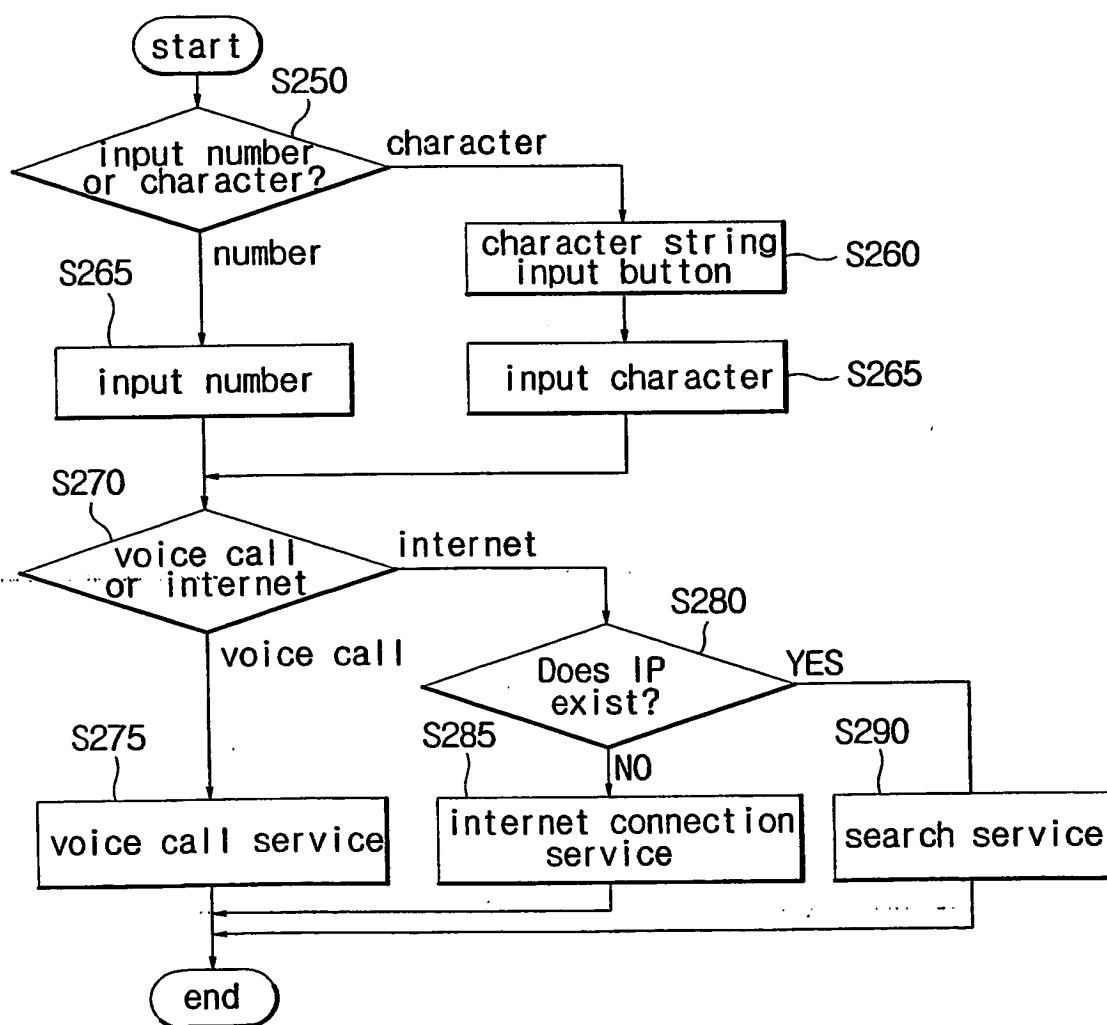 start
S250
input number
or character?
character
number
character string
input button
S260
S265
input number
input character
S265
S270
voice call
or internet
internet
voice call
S280
Does IP
exist?
YES
NO
S275
voice call service
S285
internet connection
service
S290
search service
end